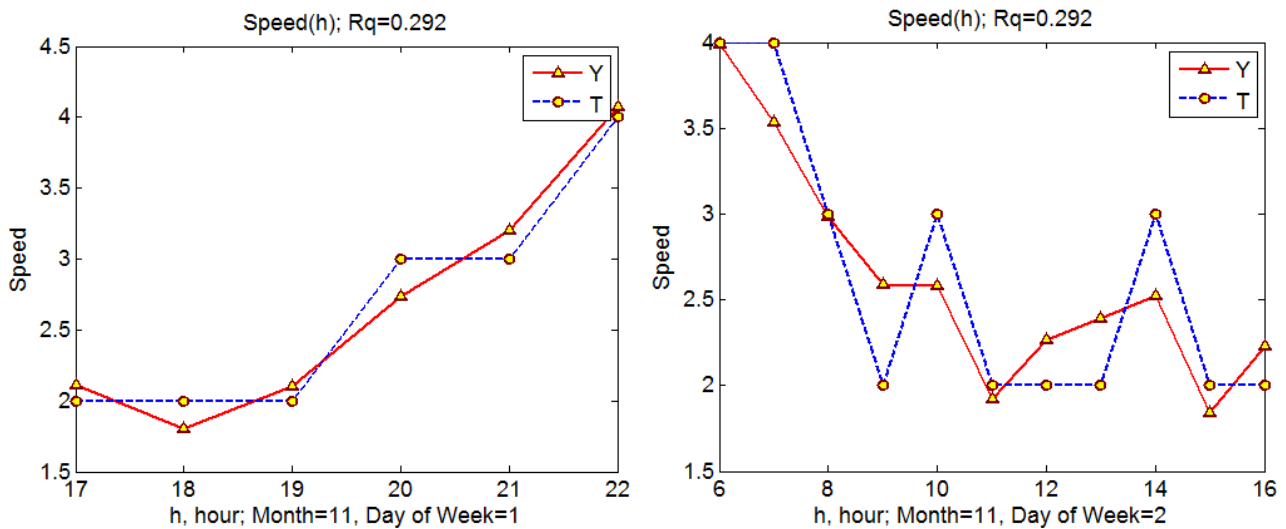 Speed(h); Rq=0.292
4.5
4
3.5
3
2.5
2
1.5
Speed
Y
T
17 18 19 20 21 22
h, hour; Month=11, Day of Week=1
Speed(h); Rq=0.292
4
3.5
3
2.5
2
1.5
Speed
Y
T
6 8 10 12 14 16
h, hour; Month=11, Day of Week=2